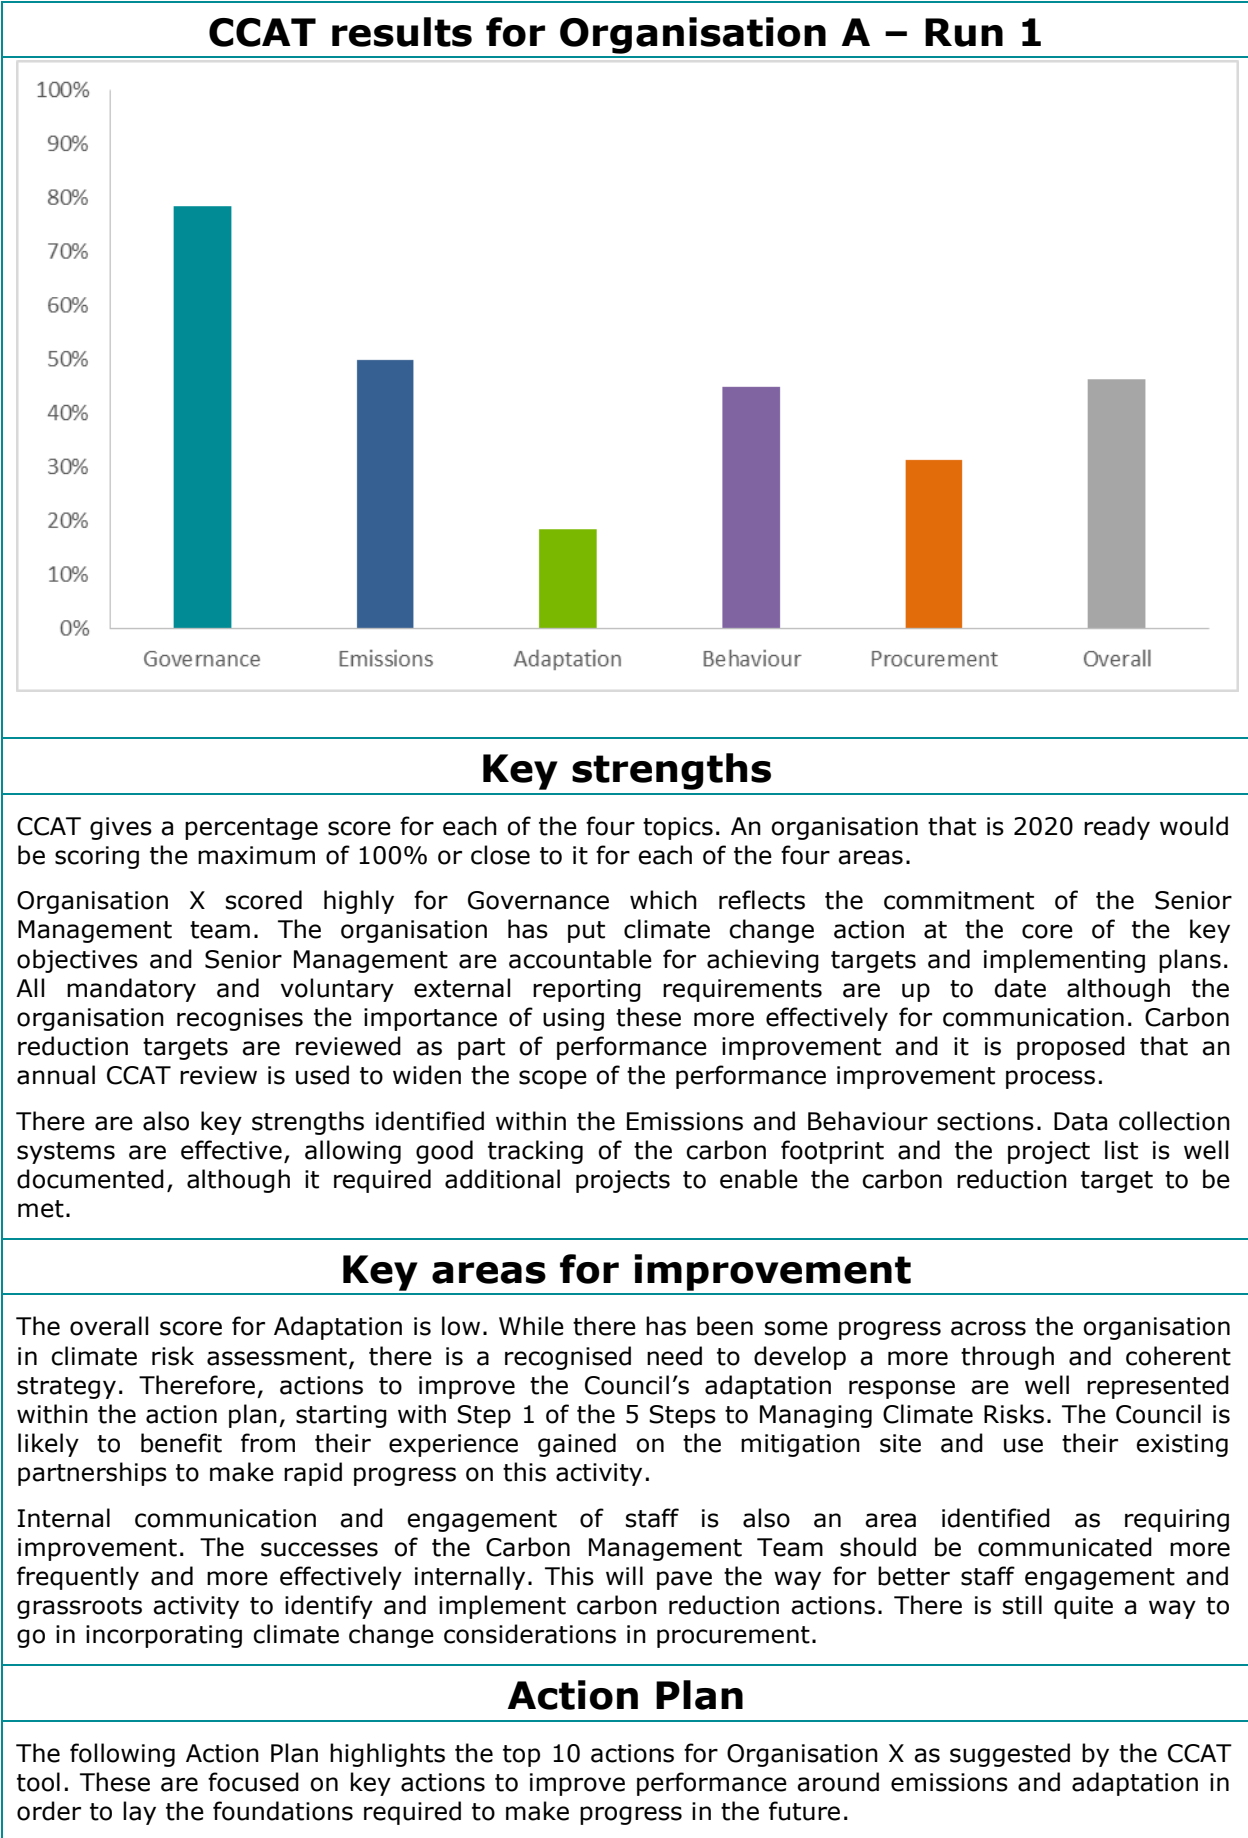 CCAT results for Organisation A – Run 1
100%
90%
80%
70%
60%
50%
40%
30%
20%
10%
0%
Governance Emissions Adaptation Behaviour Procurement Overall
Key strengths
CCAT gives a percentage score for each of the four topics. An organisation that is 2020 ready would
be scoring the maximum of 100% or close to it for each of the four areas.
Organisation X scored highly for Governance which reflects the commitment of the Senior
Management team. The organisation has put climate change action at the core of the key
objectives and Senior Management are accountable for achieving targets and implementing plans.
All mandatory and voluntary external reporting requirements are up to date although the
organisation recognises the importance of using these more effectively for communication. Carbon
reduction targets are reviewed as part of performance improvement and it is proposed that an
annual CCAT review is used to widen the scope of the performance improvement process.
There are also key strengths identified within the Emissions and Behaviour sections. Data collection
systems are effective, allowing good tracking of the carbon footprint and the project list is well
documented, although it required additional projects to enable the carbon reduction target to be
met.
Key areas for improvement
The overall score for Adaptation is low. While there has been some progress across the organisation
in climate risk assessment, there is a recognised need to develop a more through and coherent
strategy. Therefore, actions to improve the Council’s adaptation response are well represented
within the action plan, starting with Step 1 of the 5 Steps to Managing Climate Risks. The Council is
likely to benefit from their experience gained on the mitigation site and use their existing
partnerships to make rapid progress on this activity.
Internal communication and engagement of staff is also an area identified as requiring
improvement. The successes of the Carbon Management Team should be communicated more
frequently and more effectively internally. This will pave the way for better staff engagement and
grassroots activity to identify and implement carbon reduction actions. There is still quite a way to
go in incorporating climate change considerations in procurement.
Action Plan
The following Action Plan highlights the top 10 actions for Organisation X as suggested by the CCAT
tool. These are focused on key actions to improve performance around emissions and adaptation in
order to lay the foundations required to make progress in the future.